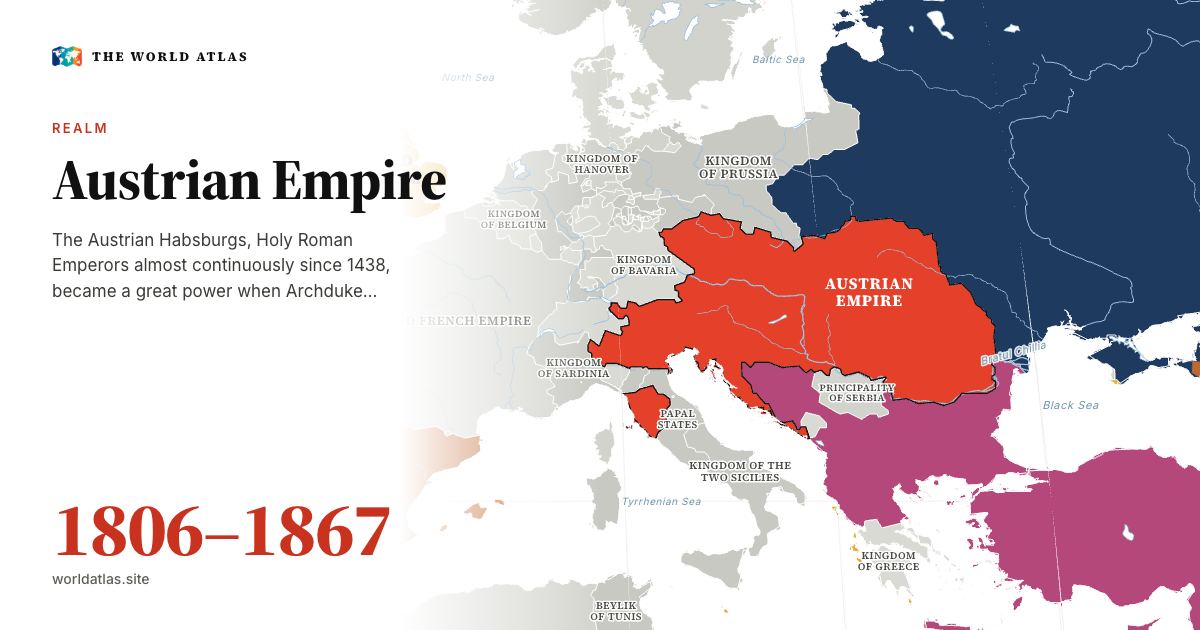 THE WORLD ATLAS
REALM
Austrian Empire
The Austrian Habsburgs, Holy Roman
Emperors almost continuously since 1438,
became a great power when Archduke...
1806–1867
worldatlas.site
North Sea
Baltic Sea
KINGDOM OF
HANOVER
KINGDOM
OF PRUSSIA
KINGDOM
OF BELGIUM
KINGDOM
OF BAVARIA
AUSTRIAN
EMPIRE
D FRENCH EMPIRE
Bratul Chilia
KINGDOM
OF SARDINIA
PRINCIPALITY
OF SERBIA
Black Sea
PAPAL
STATES
KINGDOM OF THE
TWO SICILIES
Tyrrhenian Sea
KINGDOM
OF GREECE
BEYLIK
OF TUNIS